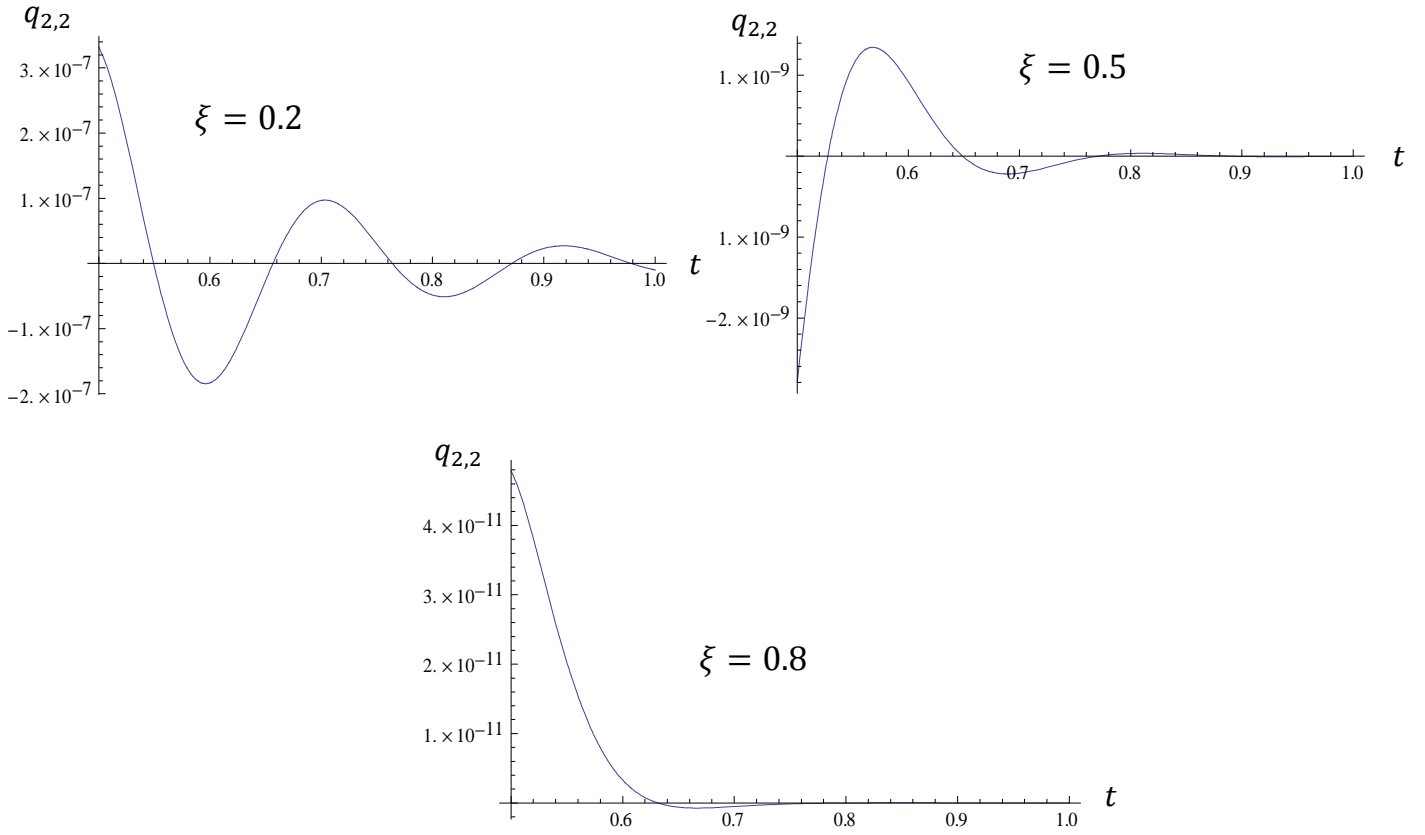 q2,2
3. × 10−7
2. × 10−7
1. × 10−7
−1. × 10−7
−2. × 10−7
ξ = 0.2
0.6 0.7 0.8 0.9 1.0
t
q2,2
1. × 10−9
1. × 10−9
−2. × 10−9
ξ = 0.5
0.6 0.7 0.8 0.9 1.0
t
q2,2
4. × 10−11
3. × 10−11
2. × 10−11
1. × 10−11
ξ = 0.8
0.6 0.7 0.8 0.9 1.0
t